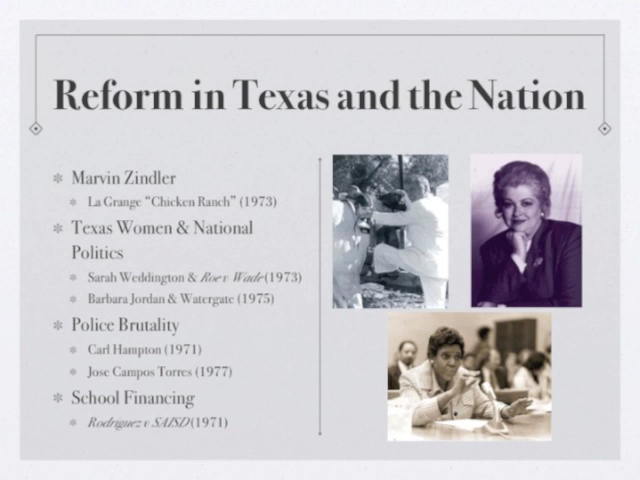 Reform in Texas and the Nation
Marvin Zindler
La Grange “Chicken Ranch” (1973)
Texas Women & National
Politics
Sarah Weddington & Roe v Wade (1973)
Barbara Jordan & Watergate (1975)
Police Brutality
Carl Hampton (1971)
Jose Campos Torres (1977)
School Financing
Rodriguez v SAISD (1971)